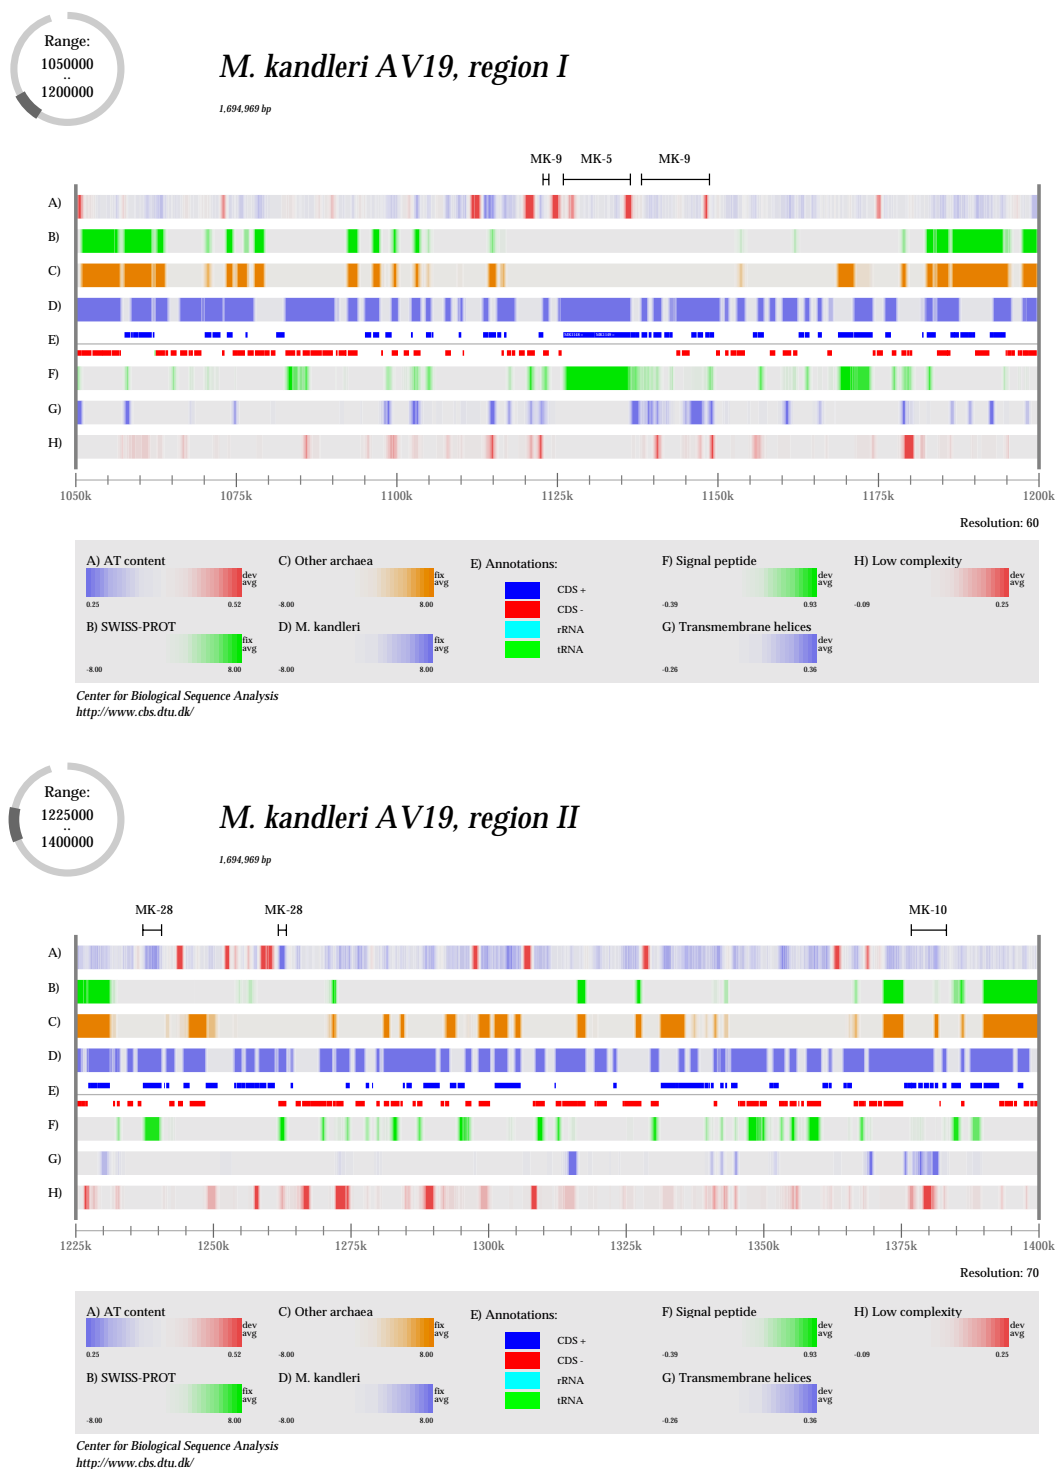 Range:
1050000
..
1200000
M. kandleri AV19, region I
1,694,969 bp
MK-9 MK-5 MK-9
A)
B)
C)
D)
E)
F)
G)
H)
1050k 1075k 1100k 1125k 1150k 1175k 1200k
Resolution: 60
A) AT content
dev
avg
0.25 0.52
B) SWISS-PROT
fix
avg
-8.00 8.00
C) Other archaea
fix
avg
-8.00 8.00
D) M. kandleri
fix
avg
-8.00 8.00
E) Annotations:
CDS +
CDS -
rRNA
tRNA
F) Signal peptide
dev
avg
-0.39 0.93
G) Transmembrane helices
dev
avg
-0.26 0.36
H) Low complexity
dev
avg
-0.09 0.25
Center for Biological Sequence Analysis
http://www.cbs.dtu.dk/
Range:
1225000
..
1400000
M. kandleri AV19, region II
1,694,969 bp
MK-28 MK-28 MK-10
A)
B)
C)
D)
E)
F)
G)
H)
1225k 1250k 1275k 1300k 1325k 1350k 1375k 1400k
Resolution: 70
A) AT content
dev
avg
0.25 0.52
B) SWISS-PROT
fix
avg
-8.00 8.00
C) Other archaea
fix
avg
-8.00 8.00
D) M. kandleri
fix
avg
-8.00 8.00
E) Annotations:
CDS +
CDS -
rRNA
tRNA
F) Signal peptide
dev
avg
-0.39 0.93
G) Transmembrane helices
dev
avg
-0.26 0.36
H) Low complexity
dev
avg
-0.09 0.25
Center for Biological Sequence Analysis
http://www.cbs.dtu.dk/